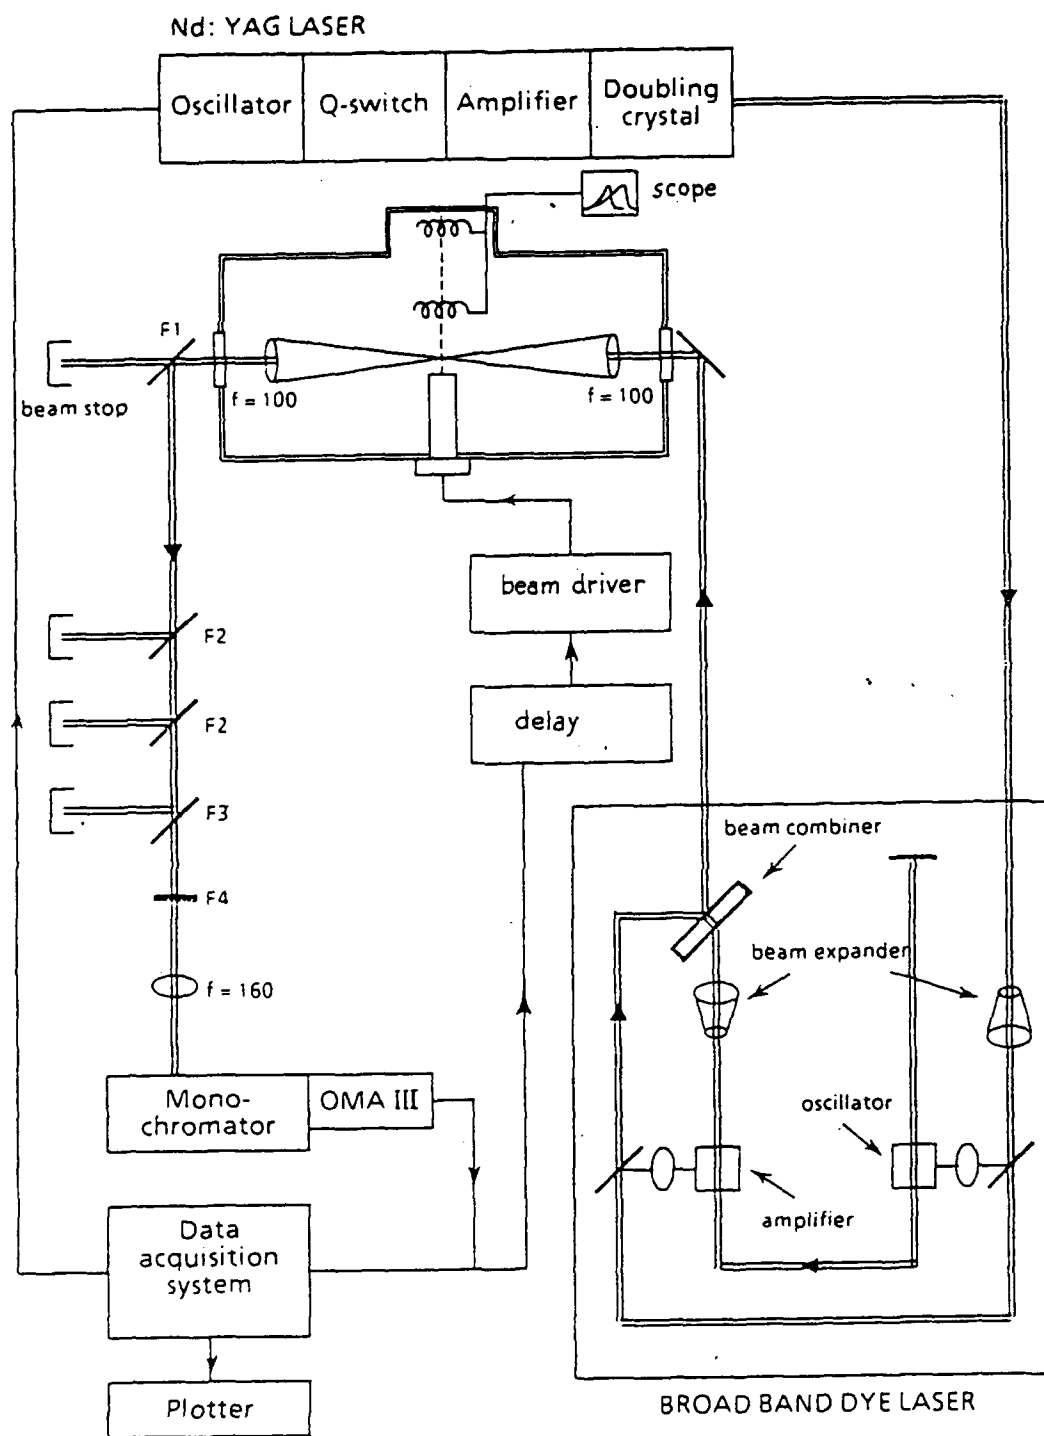 Nd: YAG LASER
Oscillator
Q-switch
Amplifier
Doubling
crystal
scope
F1
beam stop
f = 100
f = 100
beam driver
F2
delay
F2
F3
beam combiner
F4
beam expander
f = 160
Mono-
chromator
OMA III
oscillator
amplifier
Data
acquisition
system
Plotter
BROAD BAND DYE LASER